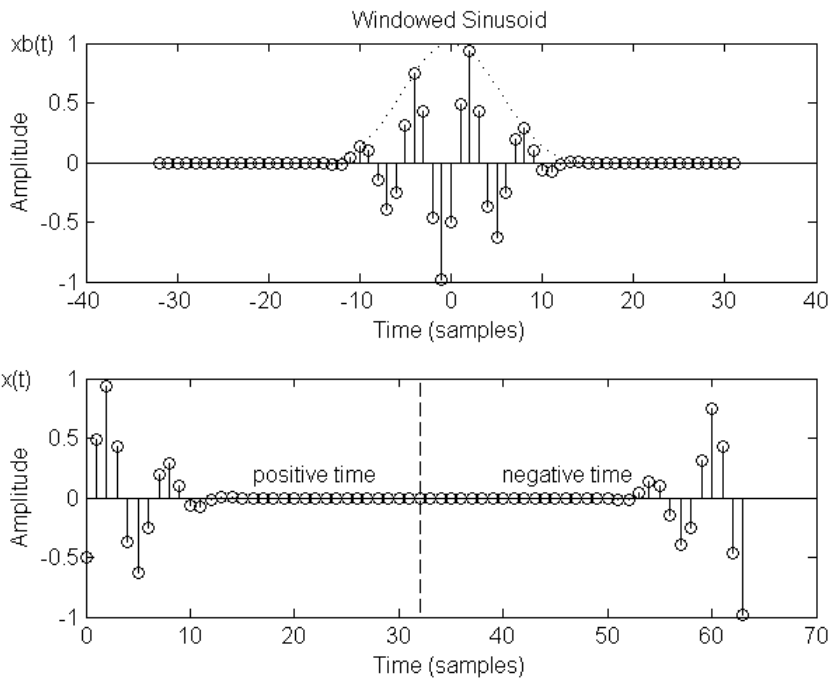 Windowed Sinusoid
xb(t)
Amplitude
1
0.5
0
-0.5
-1
-40 -30 -20 -10 0 10 20 30 40
Time (samples)
x(t)
Amplitude
1
0.5
0
-0.5
-1
positive time negative time
0 10 20 30 40 50 60 70
Time (samples)